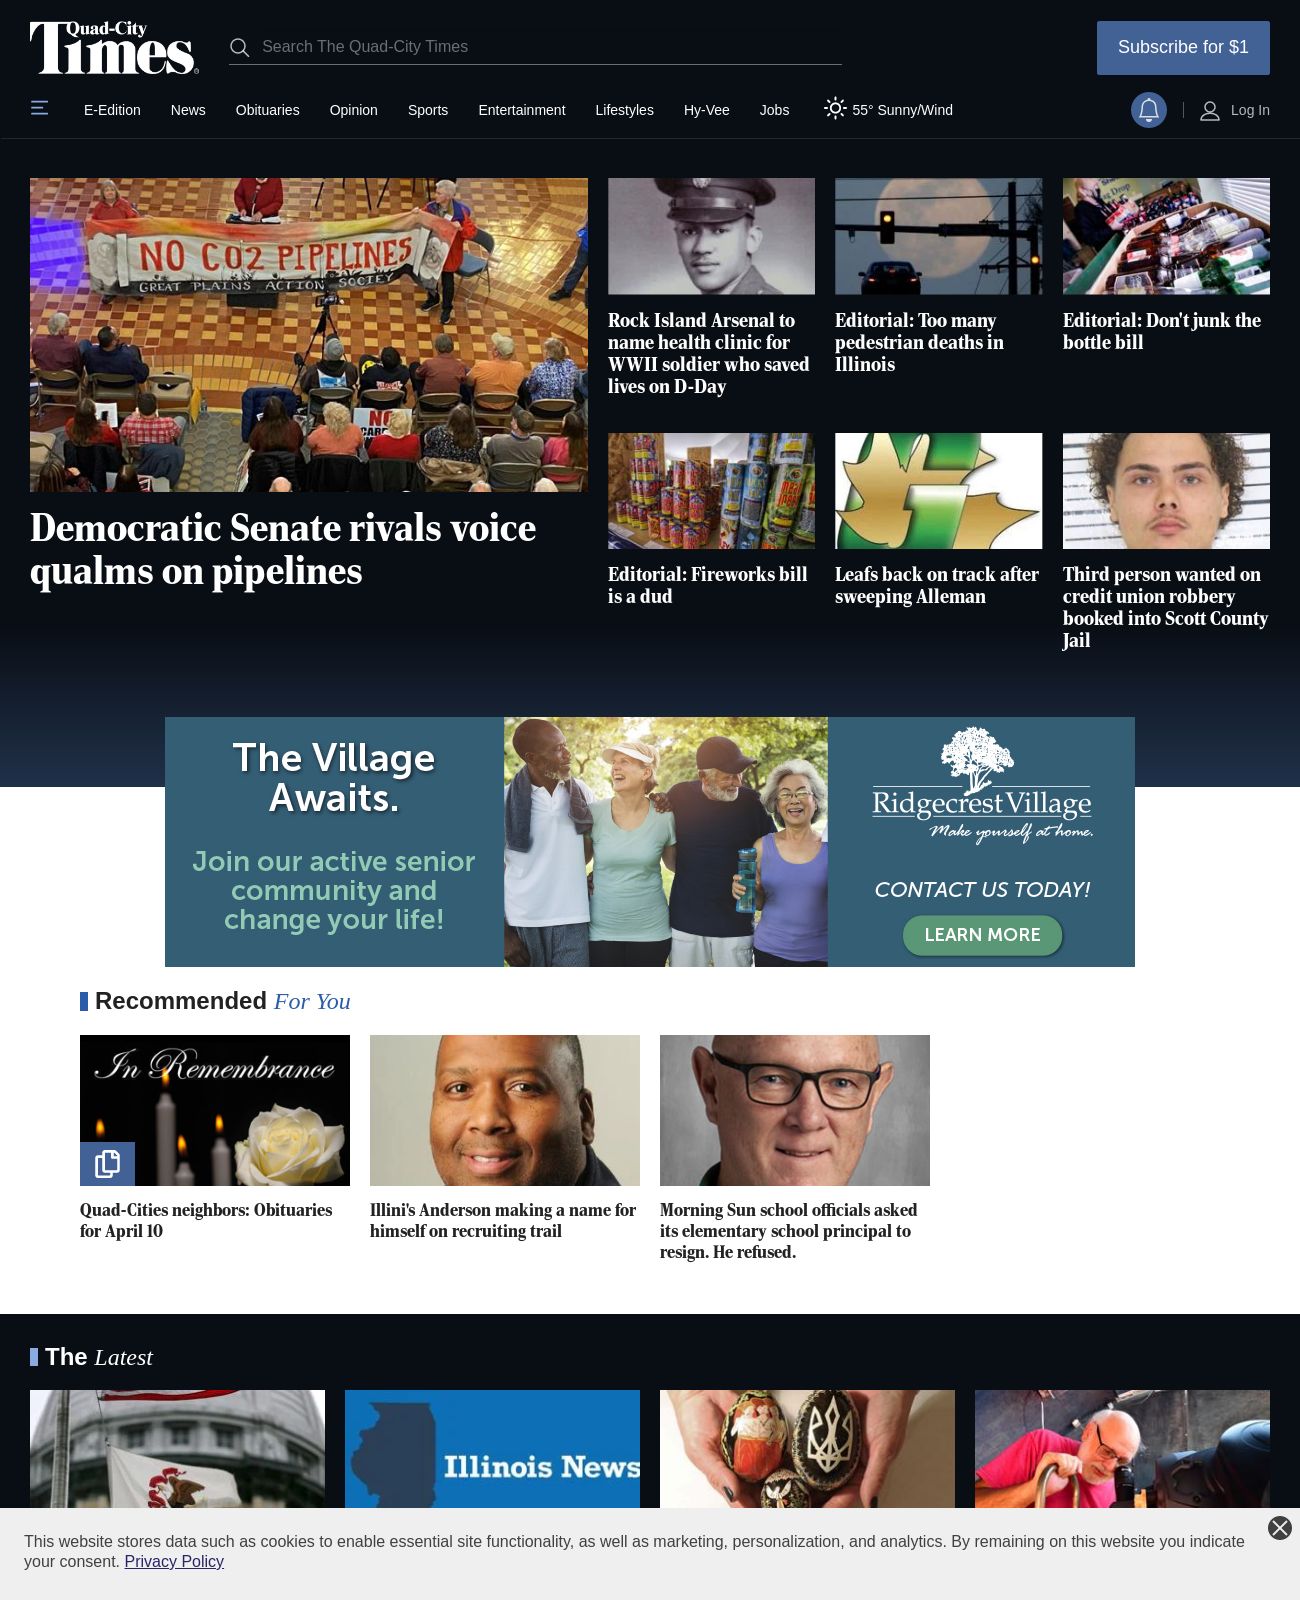 Quad-City
Times
Search The Quad-City Times
Subscribe for $1
E-Edition
News
Obituaries
Opinion
Sports
Entertainment
Lifestyles
Hy-Vee
Jobs
55° Sunny/Wind
Log In
NO CO2 PIPELINES
GREAT PLAINS ACTION SOCIETY
NO
Democratic Senate rivals voice
qualms on pipelines
Rock Island Arsenal to
name health clinic for
WWII soldier who saved
lives on D-Day
Editorial: Too many
pedestrian deaths in
Illinois
Editorial: Don't junk the
bottle bill
Editorial: Fireworks bill
is a dud
Leafs back on track after
sweeping Alleman
Third person wanted on
credit union robbery
booked into Scott County
Jail
The Village
Awaits.
Join our active senior
community and
change your life!
Ridgecrest Village
Make yourself at home.
CONTACT US TODAY!
LEARN MORE
Recommended For You
In Remembrance
Quad-Cities neighbors: Obituaries
for April 10
Illini's Anderson making a name for
himself on recruiting trail
Morning Sun school officials asked
its elementary school principal to
resign. He refused.
The Latest
Illinois News
This website stores data such as cookies to enable essential site functionality, as well as marketing, personalization, and analytics. By remaining on this website you indicate
your consent. Privacy Policy